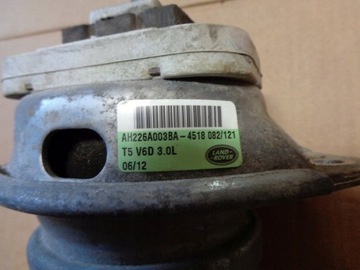 AH226A003BA-4518 082/121
T5 V6D 3.0L
06/12
LAND-
ROVER